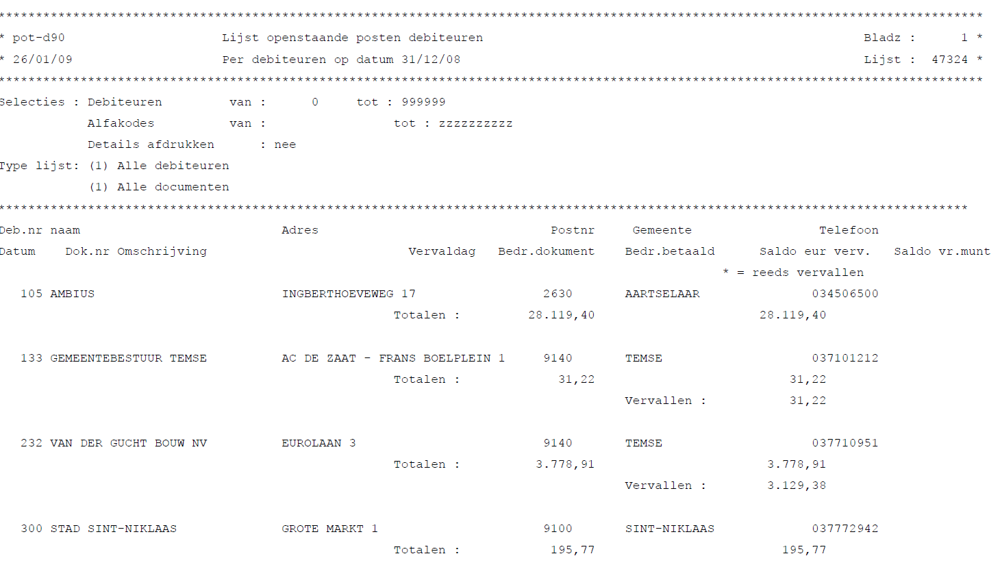 ************************************************************************************************************************************
* pot-d90                     Lijst openstaande posten debiteuren                                                   Bladz :      1 *
* 26/01/09                    Per debiteuren op datum 31/12/08                                                      Lijst :  47324 *
************************************************************************************************************************************
Selecties : Debiteuren         van :      0     tot : 999999
            Alfakodes          van :                 tot : zzzzzzzzzz
            Details afdrukken      : nee
Type lijst: (1) Alle debiteuren
            (1) Alle documenten
**********************************************************************************************************************************
Deb.nr naam                           Adres                               Postnr     Gemeente                 Telefoon
Datum    Dok.nr Omschrijving                           Vervaldag   Bedr.dokument    Bedr.betaald      Saldo eur verv.   Saldo vr.munt
                                                                                                 * = reeds vervallen
   105 AMBIUS                         INGBERTHOEVEWEG 17                 2630       AARTSELAAR               034506500
                                                     Totalen :         28.119,40                      28.119,40
   133 GEMEENTEBESTUUR TEMSE          AC DE ZAAT - FRANS BOELPLEIN 1     9140       TEMSE                    037101212
                                                     Totalen :             31,22                          31,22
                                                                                    Vervallen :           31,22
   232 VAN DER GUCHT BOUW NV          EUROLAAN 3                         9140       TEMSE                    037710951
                                                     Totalen :          3.778,91                       3.778,91
                                                                                    Vervallen :        3.129,38
   300 STAD SINT-NIKLAAS              GROTE MARKT 1                      9100       SINT-NIKLAAS             037772942
                                                     Totalen :            195,77                         195,77